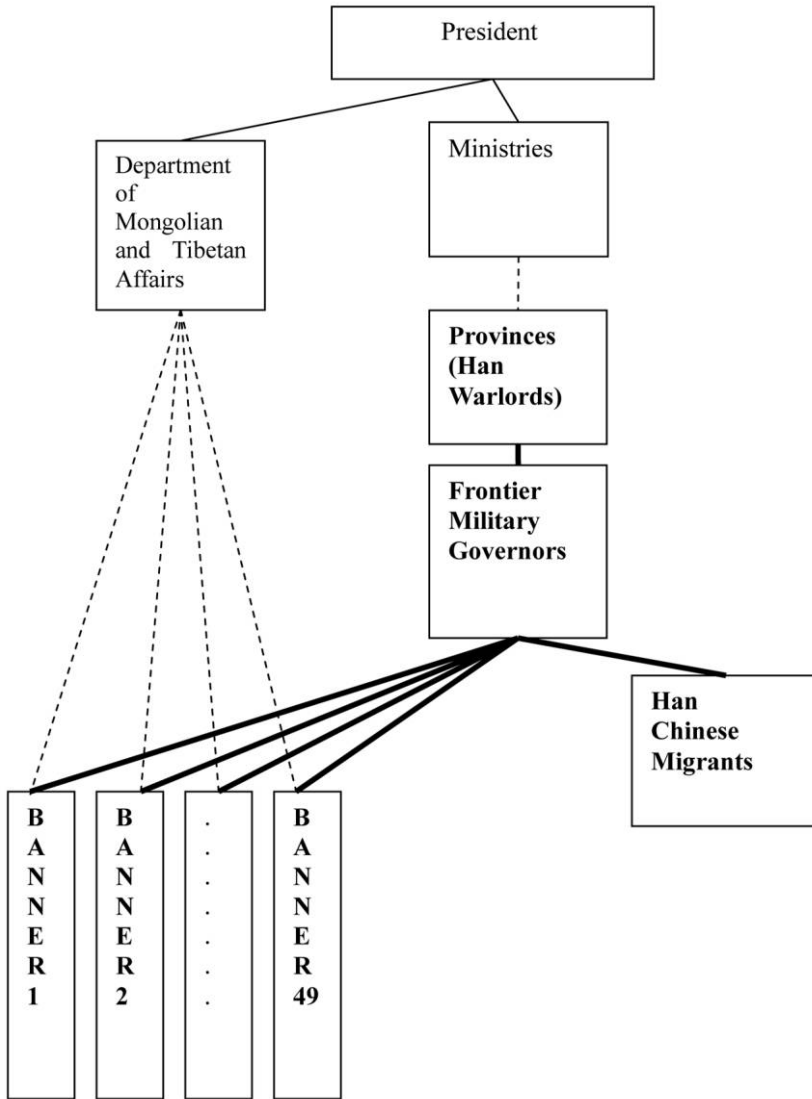 President
Department
of
Mongolian
and Tibetan
Affairs
Ministries
Provinces
(Han
Warlords)
Frontier
Military
Governors
Han
Chinese
Migrants
B
A
N
N
E
R
1
B
A
N
N
E
R
2
.
.
.
.
.
.
.
B
A
N
N
E
R
49